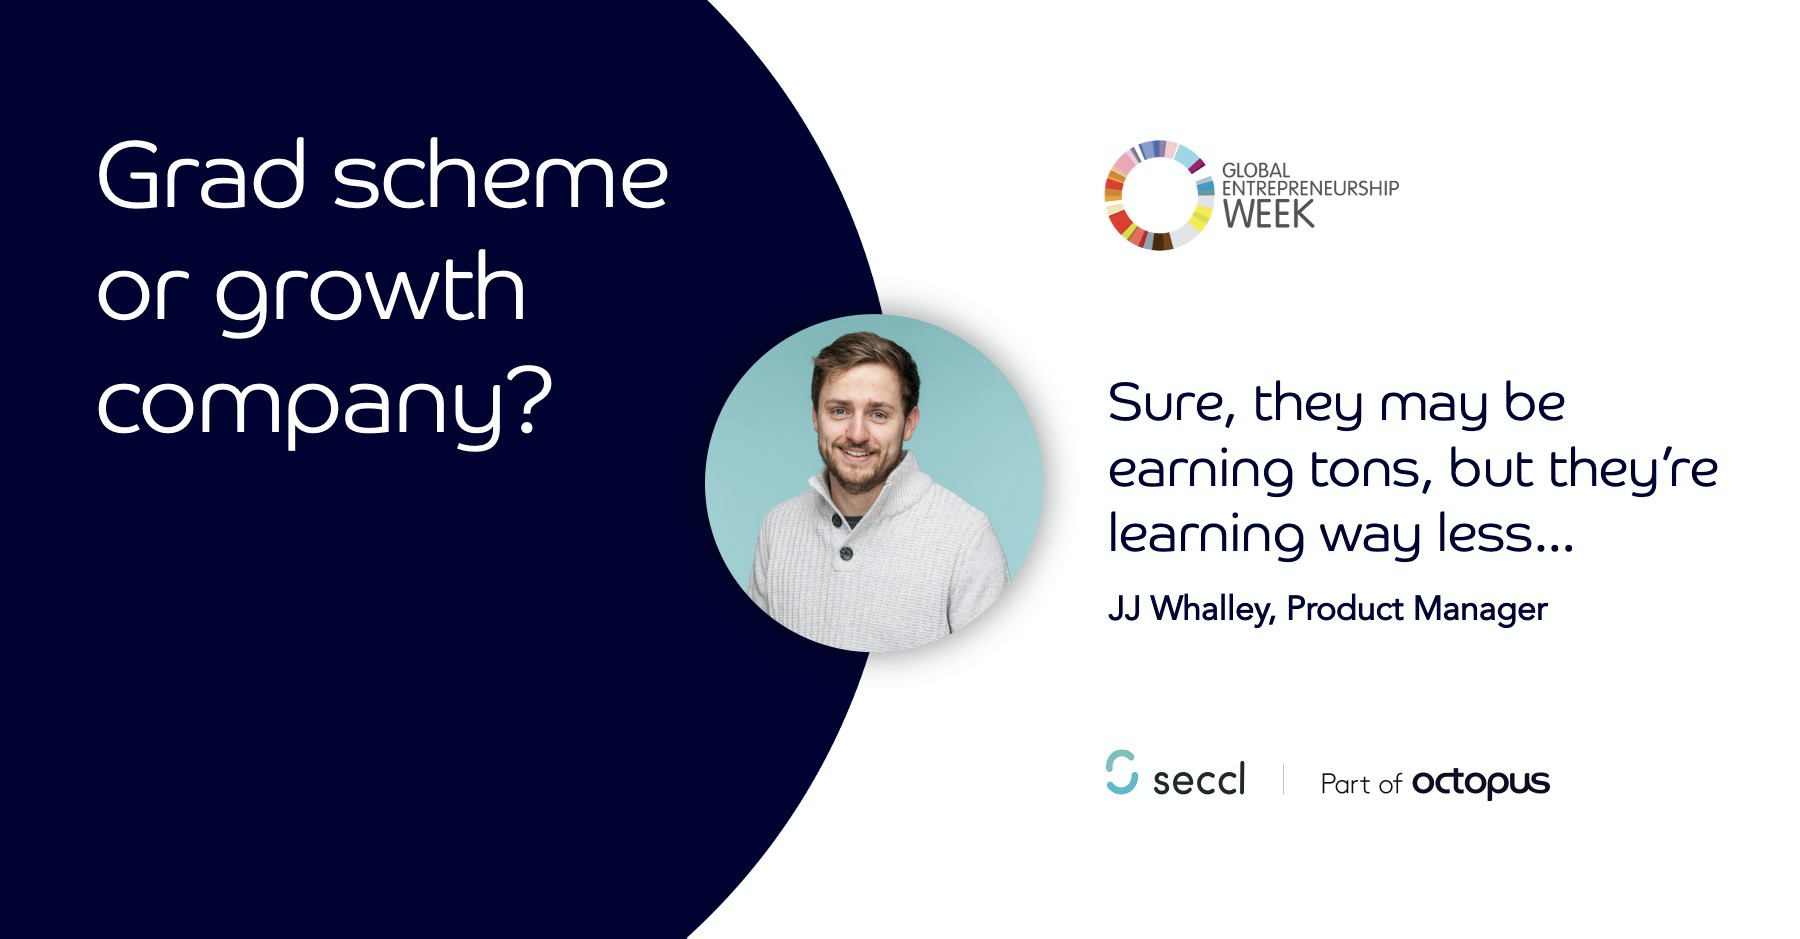 Grad scheme
or growth
company?
GLOBAL
ENTREPRENEURSHIP
WEEK
Sure, they may be
earning tons, but they’re
learning way less...
JJ Whalley, Product Manager
seccl
Part of octopus